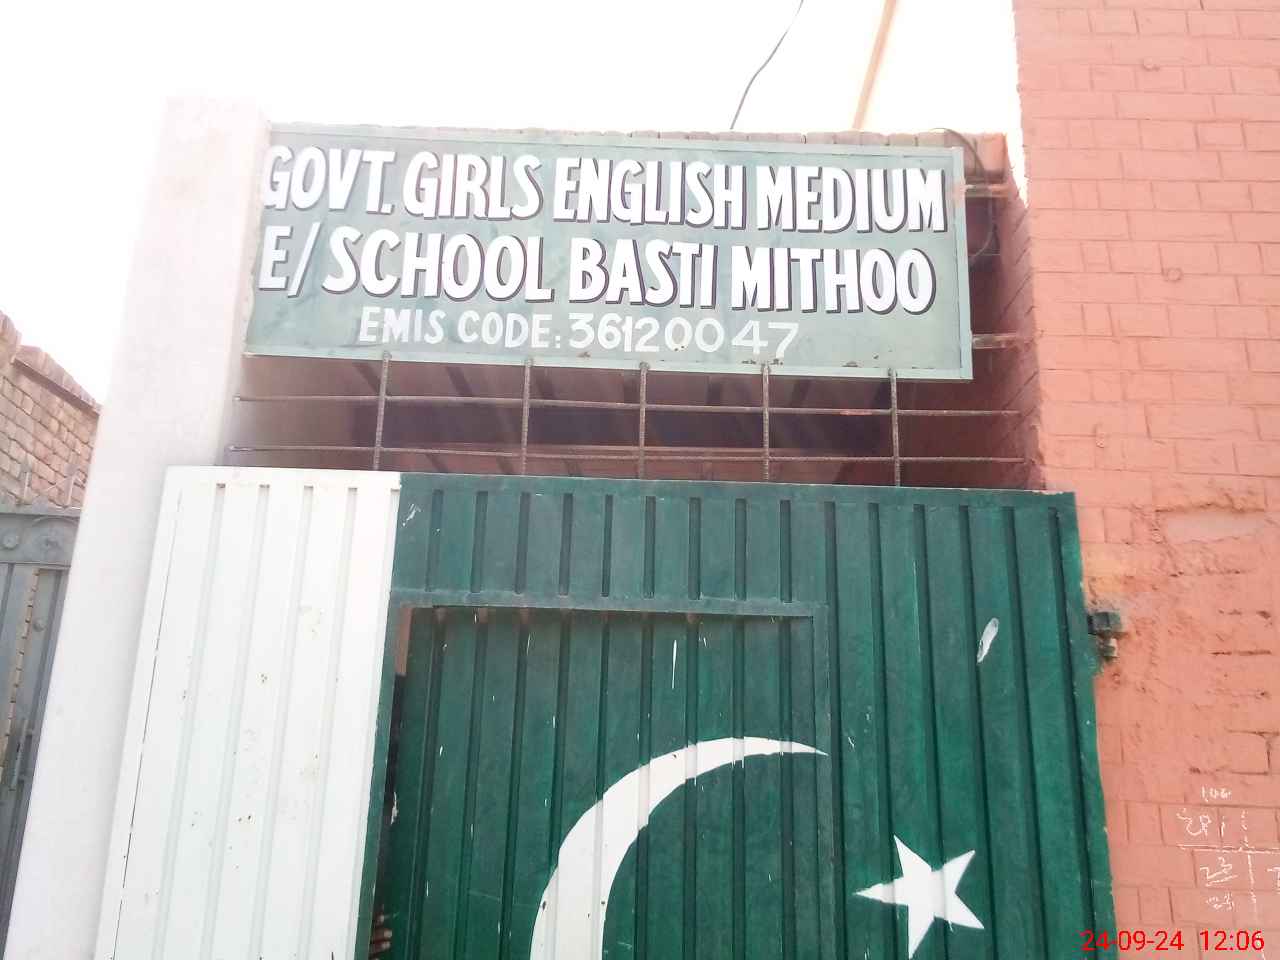 GOVT. GIRLS ENGLISH MEDIUM
E/SCHOOL BASTI MITHOO
EMIS CODE: 36120047
24-09-24 12:06